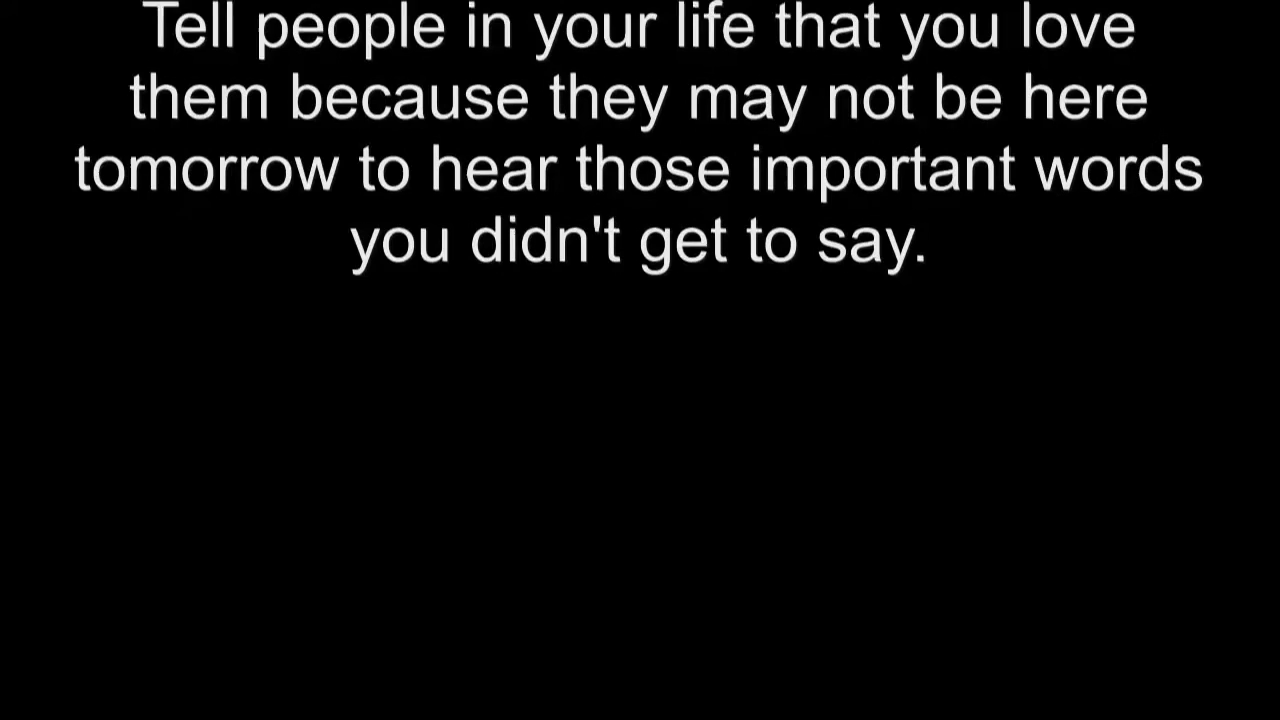 Tell people in your life that you love
them because they may not be here
tomorrow to hear those important words
you didn't get to say.